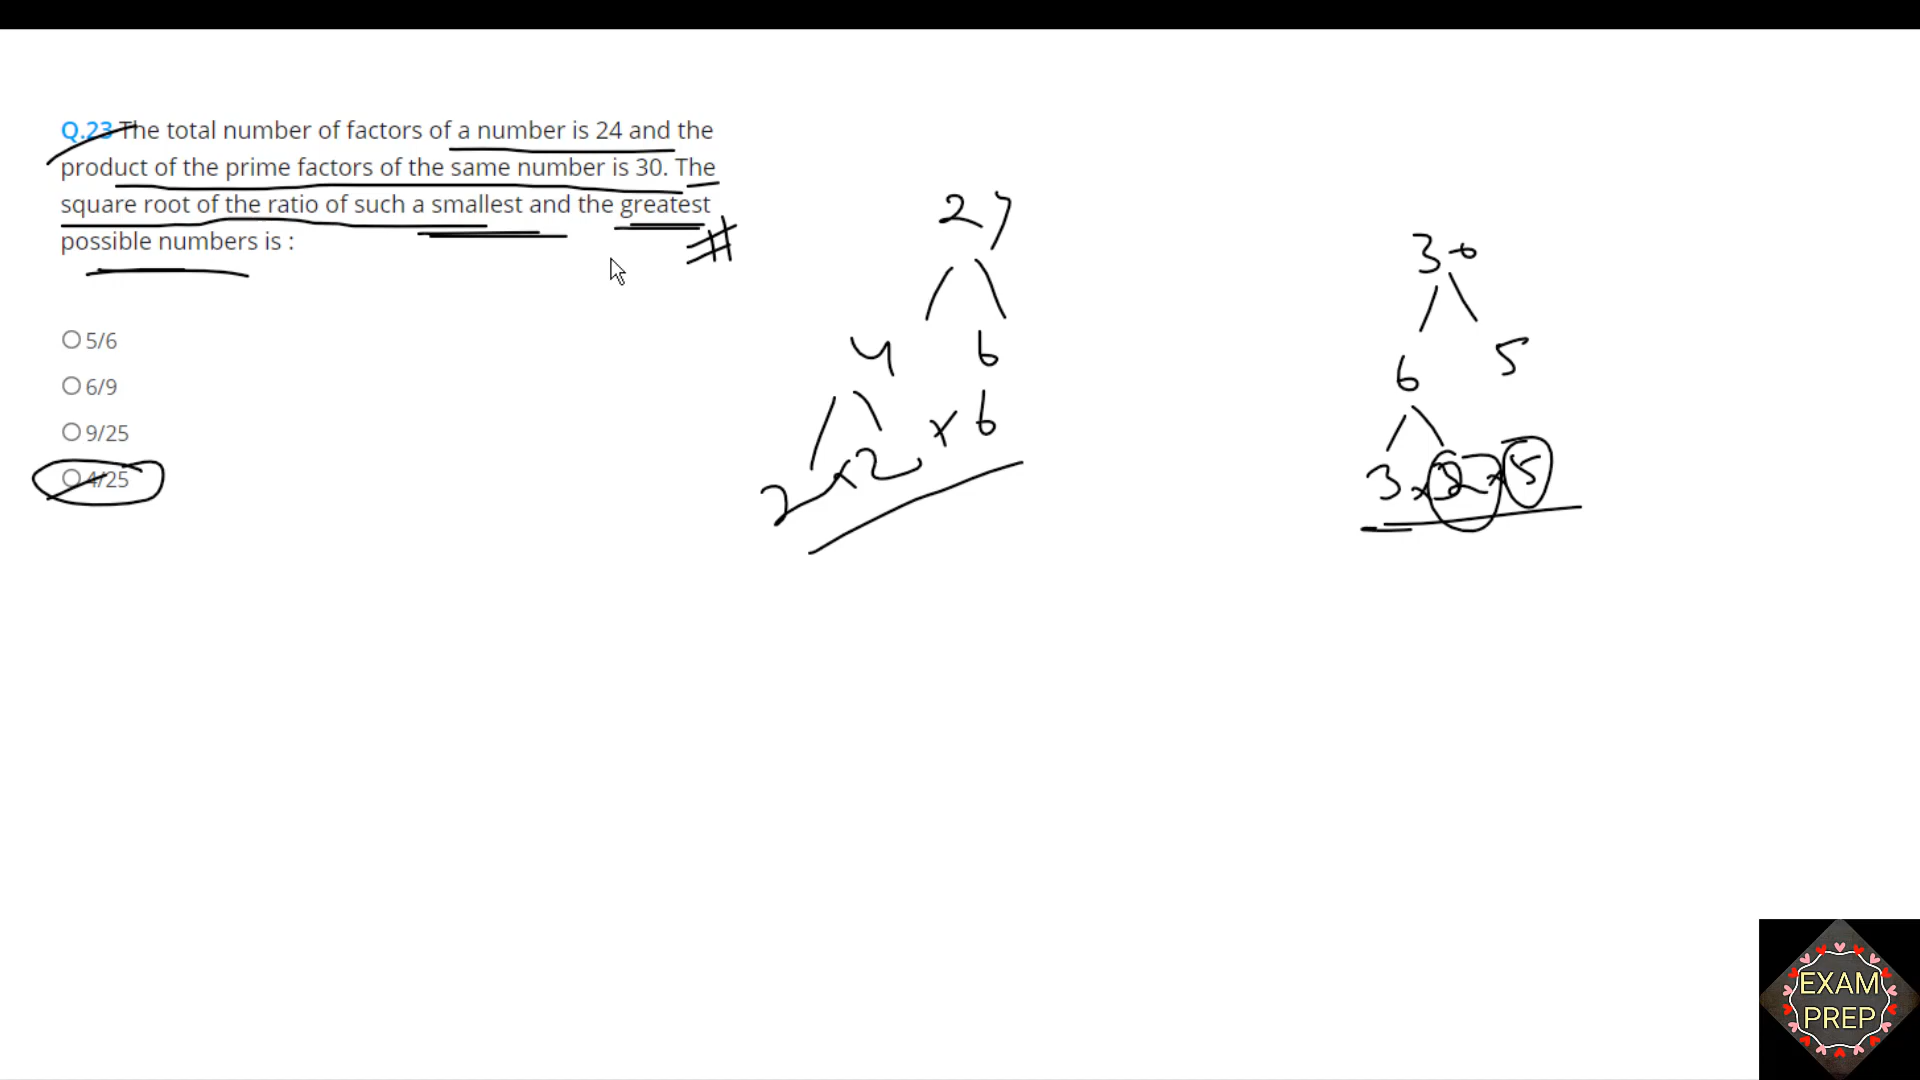 Q.23 The total number of factors of a number is 24 and the
product of the prime factors of the same number is 30. The
square root of the ratio of such a smallest and the greatest
possible numbers is :
5/6
6/9
9/25
4/25
24
4 6
2 × 2 × 6
30
6 5
3 × 2 × 5
EXAM
PREP